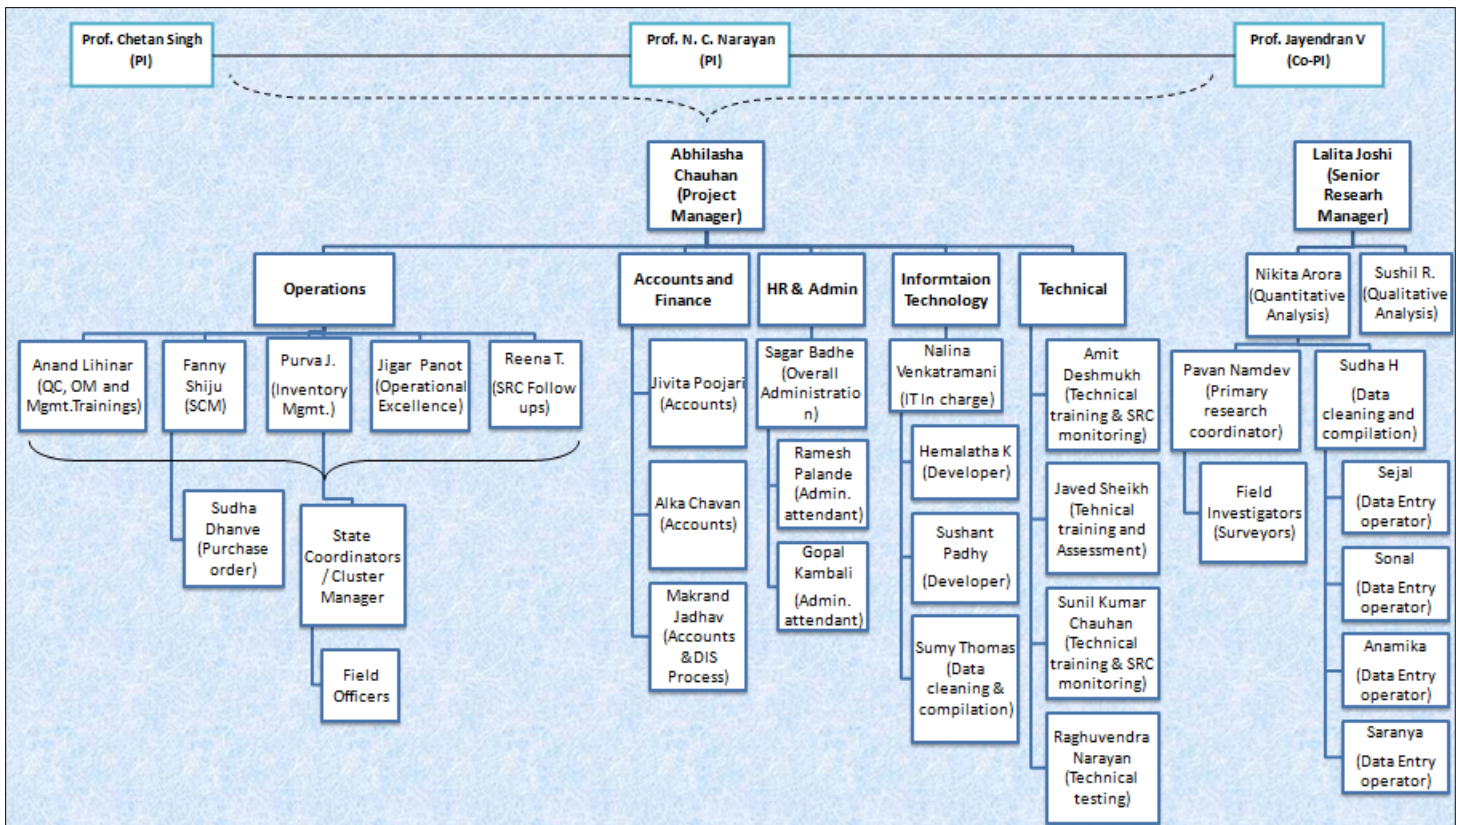 Prof. Chetan Singh
(PI)
Prof. N. C. Narayan
(PI)
Prof. Jayendran V
(Co-PI)
Abhilasha
Chauhan
(Project
Manager)
Lalita Joshi
(Senior
Researh
Manager)
Operations
Accounts and
Finance
HR & Admin
Informtaion
Technology
Technical
Nikita Arora
(Quantitative
Analysis)
Sushil R.
(Qualitative
Analysis)
Anand Lihinar
(QC, OM and
Mgmt.Trainings)
Fanny
Shiju
(SCM)
Purva J.
(Inventory
Mgmt.)
Jigar Panot
(Operational
Excellence)
Reena T.
(SRC Follow
ups)
Sudha
Dhanve
(Purchase
order)
State
Coordinators
/ Cluster
Manager
Field
Officers
Jivita Poojari
(Accounts)
Alka Chavan
(Accounts)
Makrand
Jadhav
(Accounts
& DIS
Process)
Sagar Badhe
(Overall
Administratio
n)
Ramesh
Palande
(Admin.
attendant)
Gopal
Kambali
(Admin.
attendant)
Nalina
Venkatramani
(IT In charge)
Hemalatha K
(Developer)
Sushant
Padhy
(Developer)
Sumy Thomas
(Data
cleaning &
compilation)
Amit
Deshmukh
(Technical
training & SRC
monitoring)
Javed Sheikh
(Tehnical
training and
Assessment)
Sunil Kumar
Chauhan
(Technical
training & SRC
monitoring)
Raghuvendra
Narayan
(Technical
testing)
Pavan Namdev
(Primary
research
coordinator)
Field
Investigators
(Surveyors)
Sudha H
(Data
cleaning and
compilation)
Sejal
(Data Entry
operator)
Sonal
(Data Entry
operator)
Anamika
(Data Entry
operator)
Saranya
(Data Entry
operator)